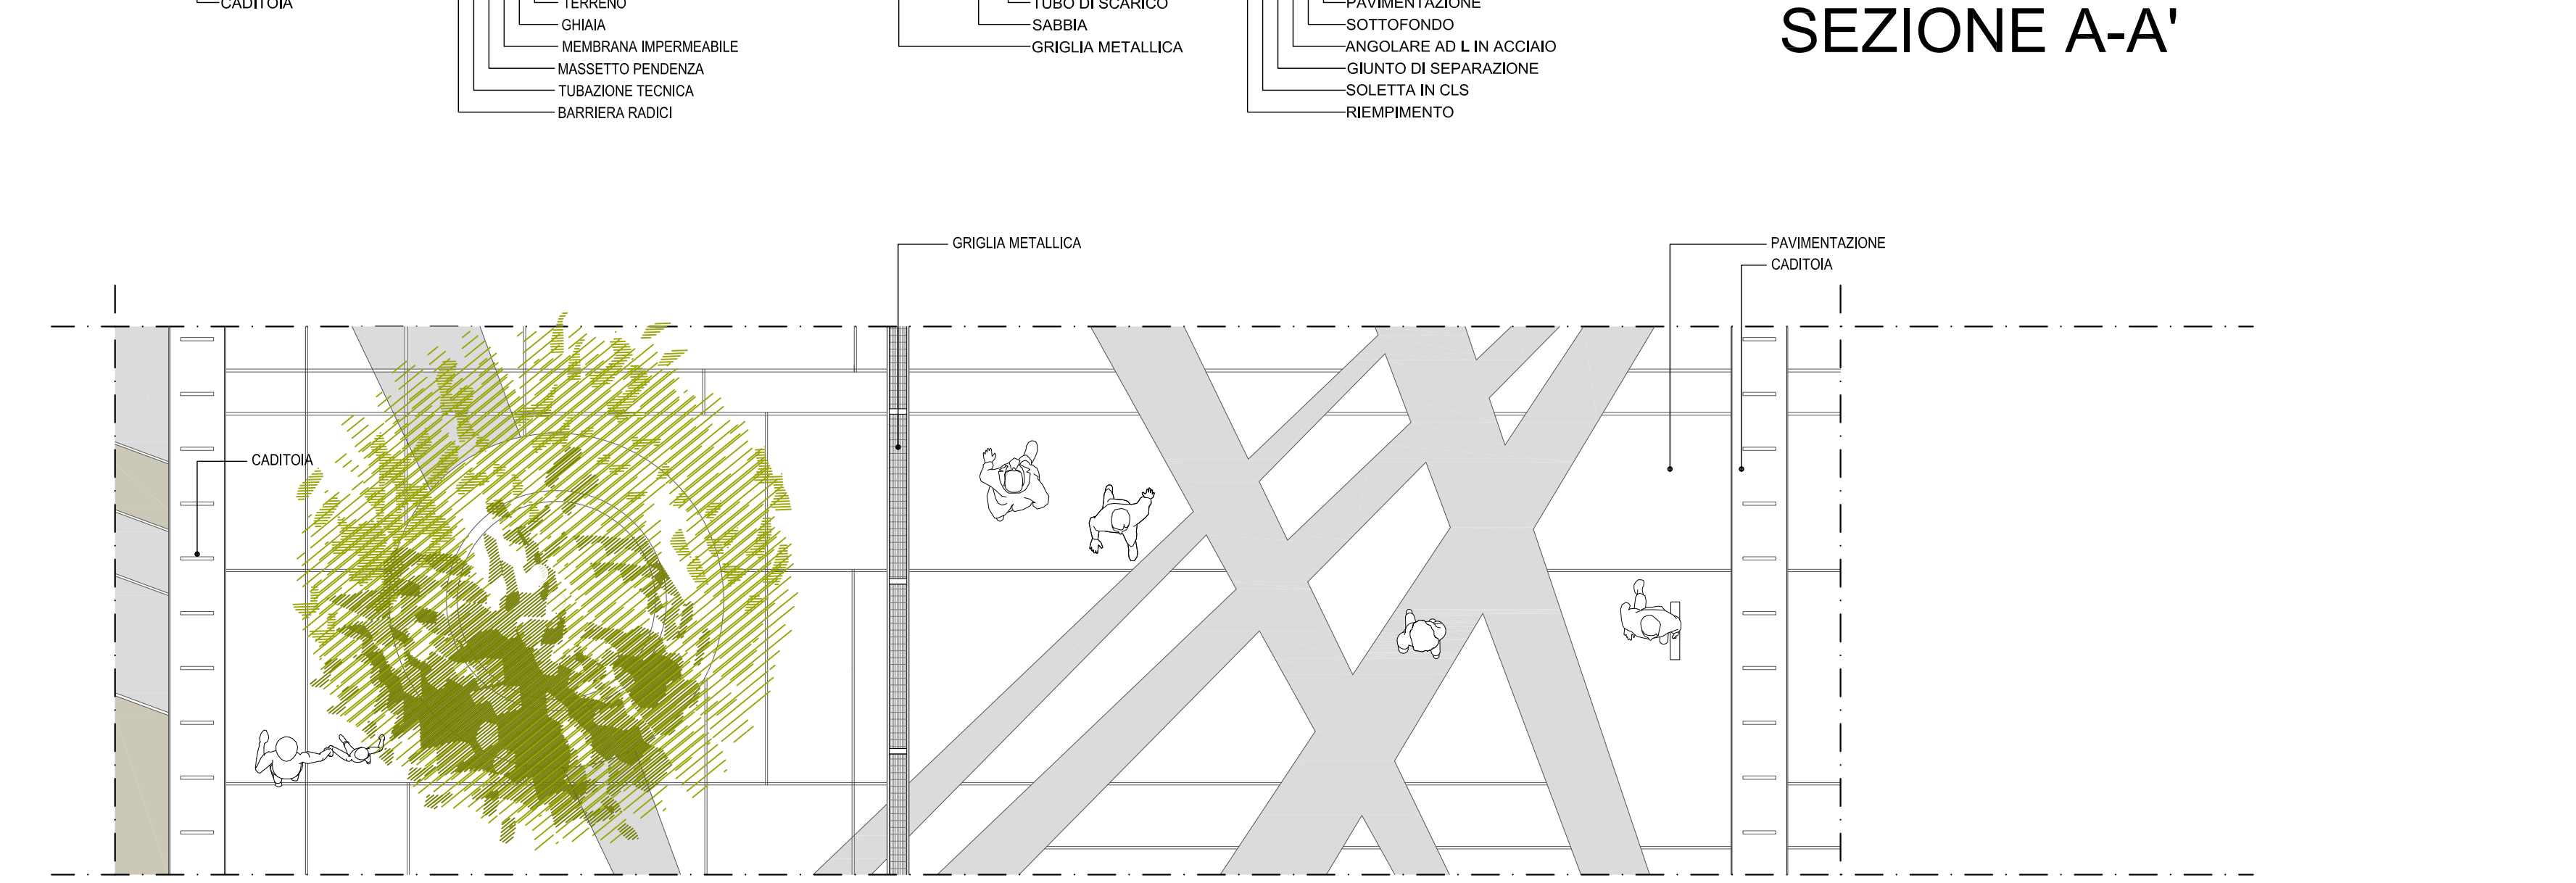 CADITOIA
TERRENO
GHIAIA
MEMBRANA IMPERMEABILE
MASSETTO PENDENZA
TUBAZIONE TECNICA
BARRIERA RADICI
TUBO DI SCARICO
SABBIA
GRIGLIA METALLICA
PAVIMENTAZIONE
SOTTOFONDO
ANGOLARE AD L IN ACCIAIO
GIUNTO DI SEPARAZIONE
SOLETTA IN CLS
RIEMPIMENTO
SEZIONE A-A'
GRIGLIA METALLICA
PAVIMENTAZIONE
CADITOIA
CADITOIA